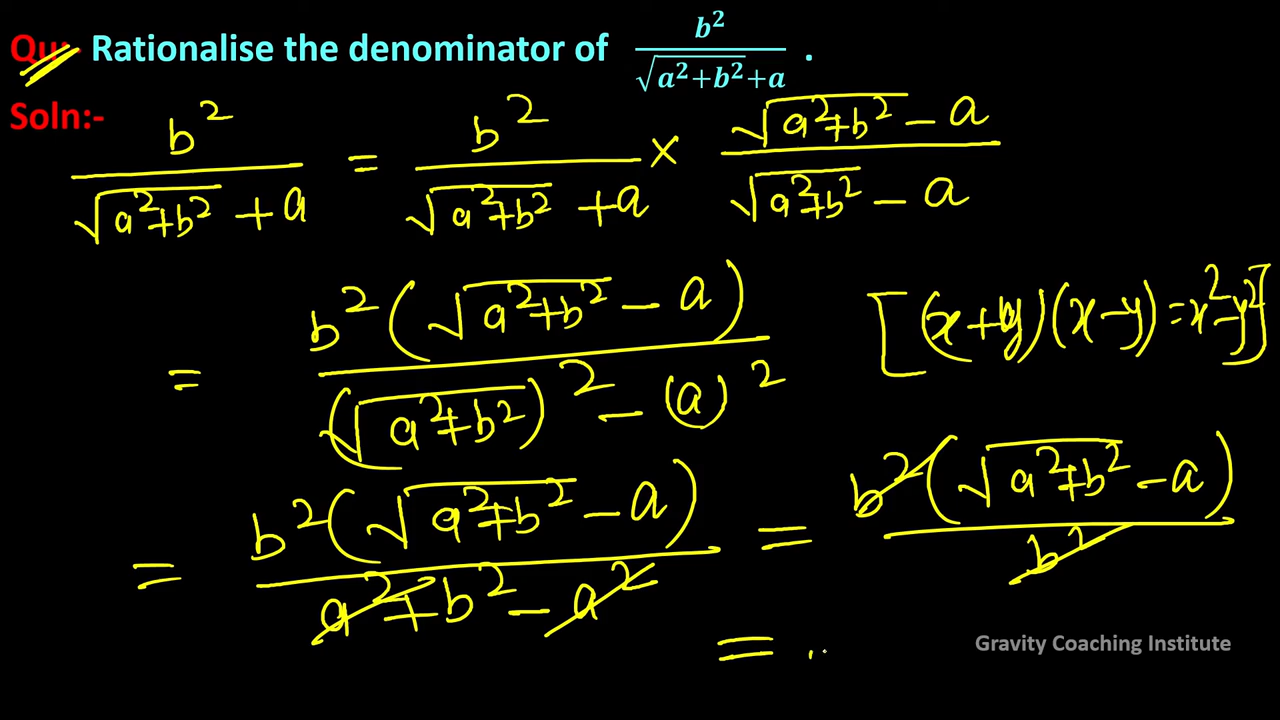 Qu:- Rationalise the denominator of b²/(√(a²+b²)+a) .
Soln:- b²/(√(a²+b²) + a) = b²/(√(a²+b²) + a) × (√(a²+b²) - a)/(√(a²+b²) - a)
= b²(√(a²+b²) - a)/((√(a²+b²))² - (a)²) [(x+y)(x-y)=x²-y²]
= b²(√(a²+b²) - a)/(a²+b²-a²) = b²(√(a²+b²) - a)/b²
=
Gravity Coaching Institute